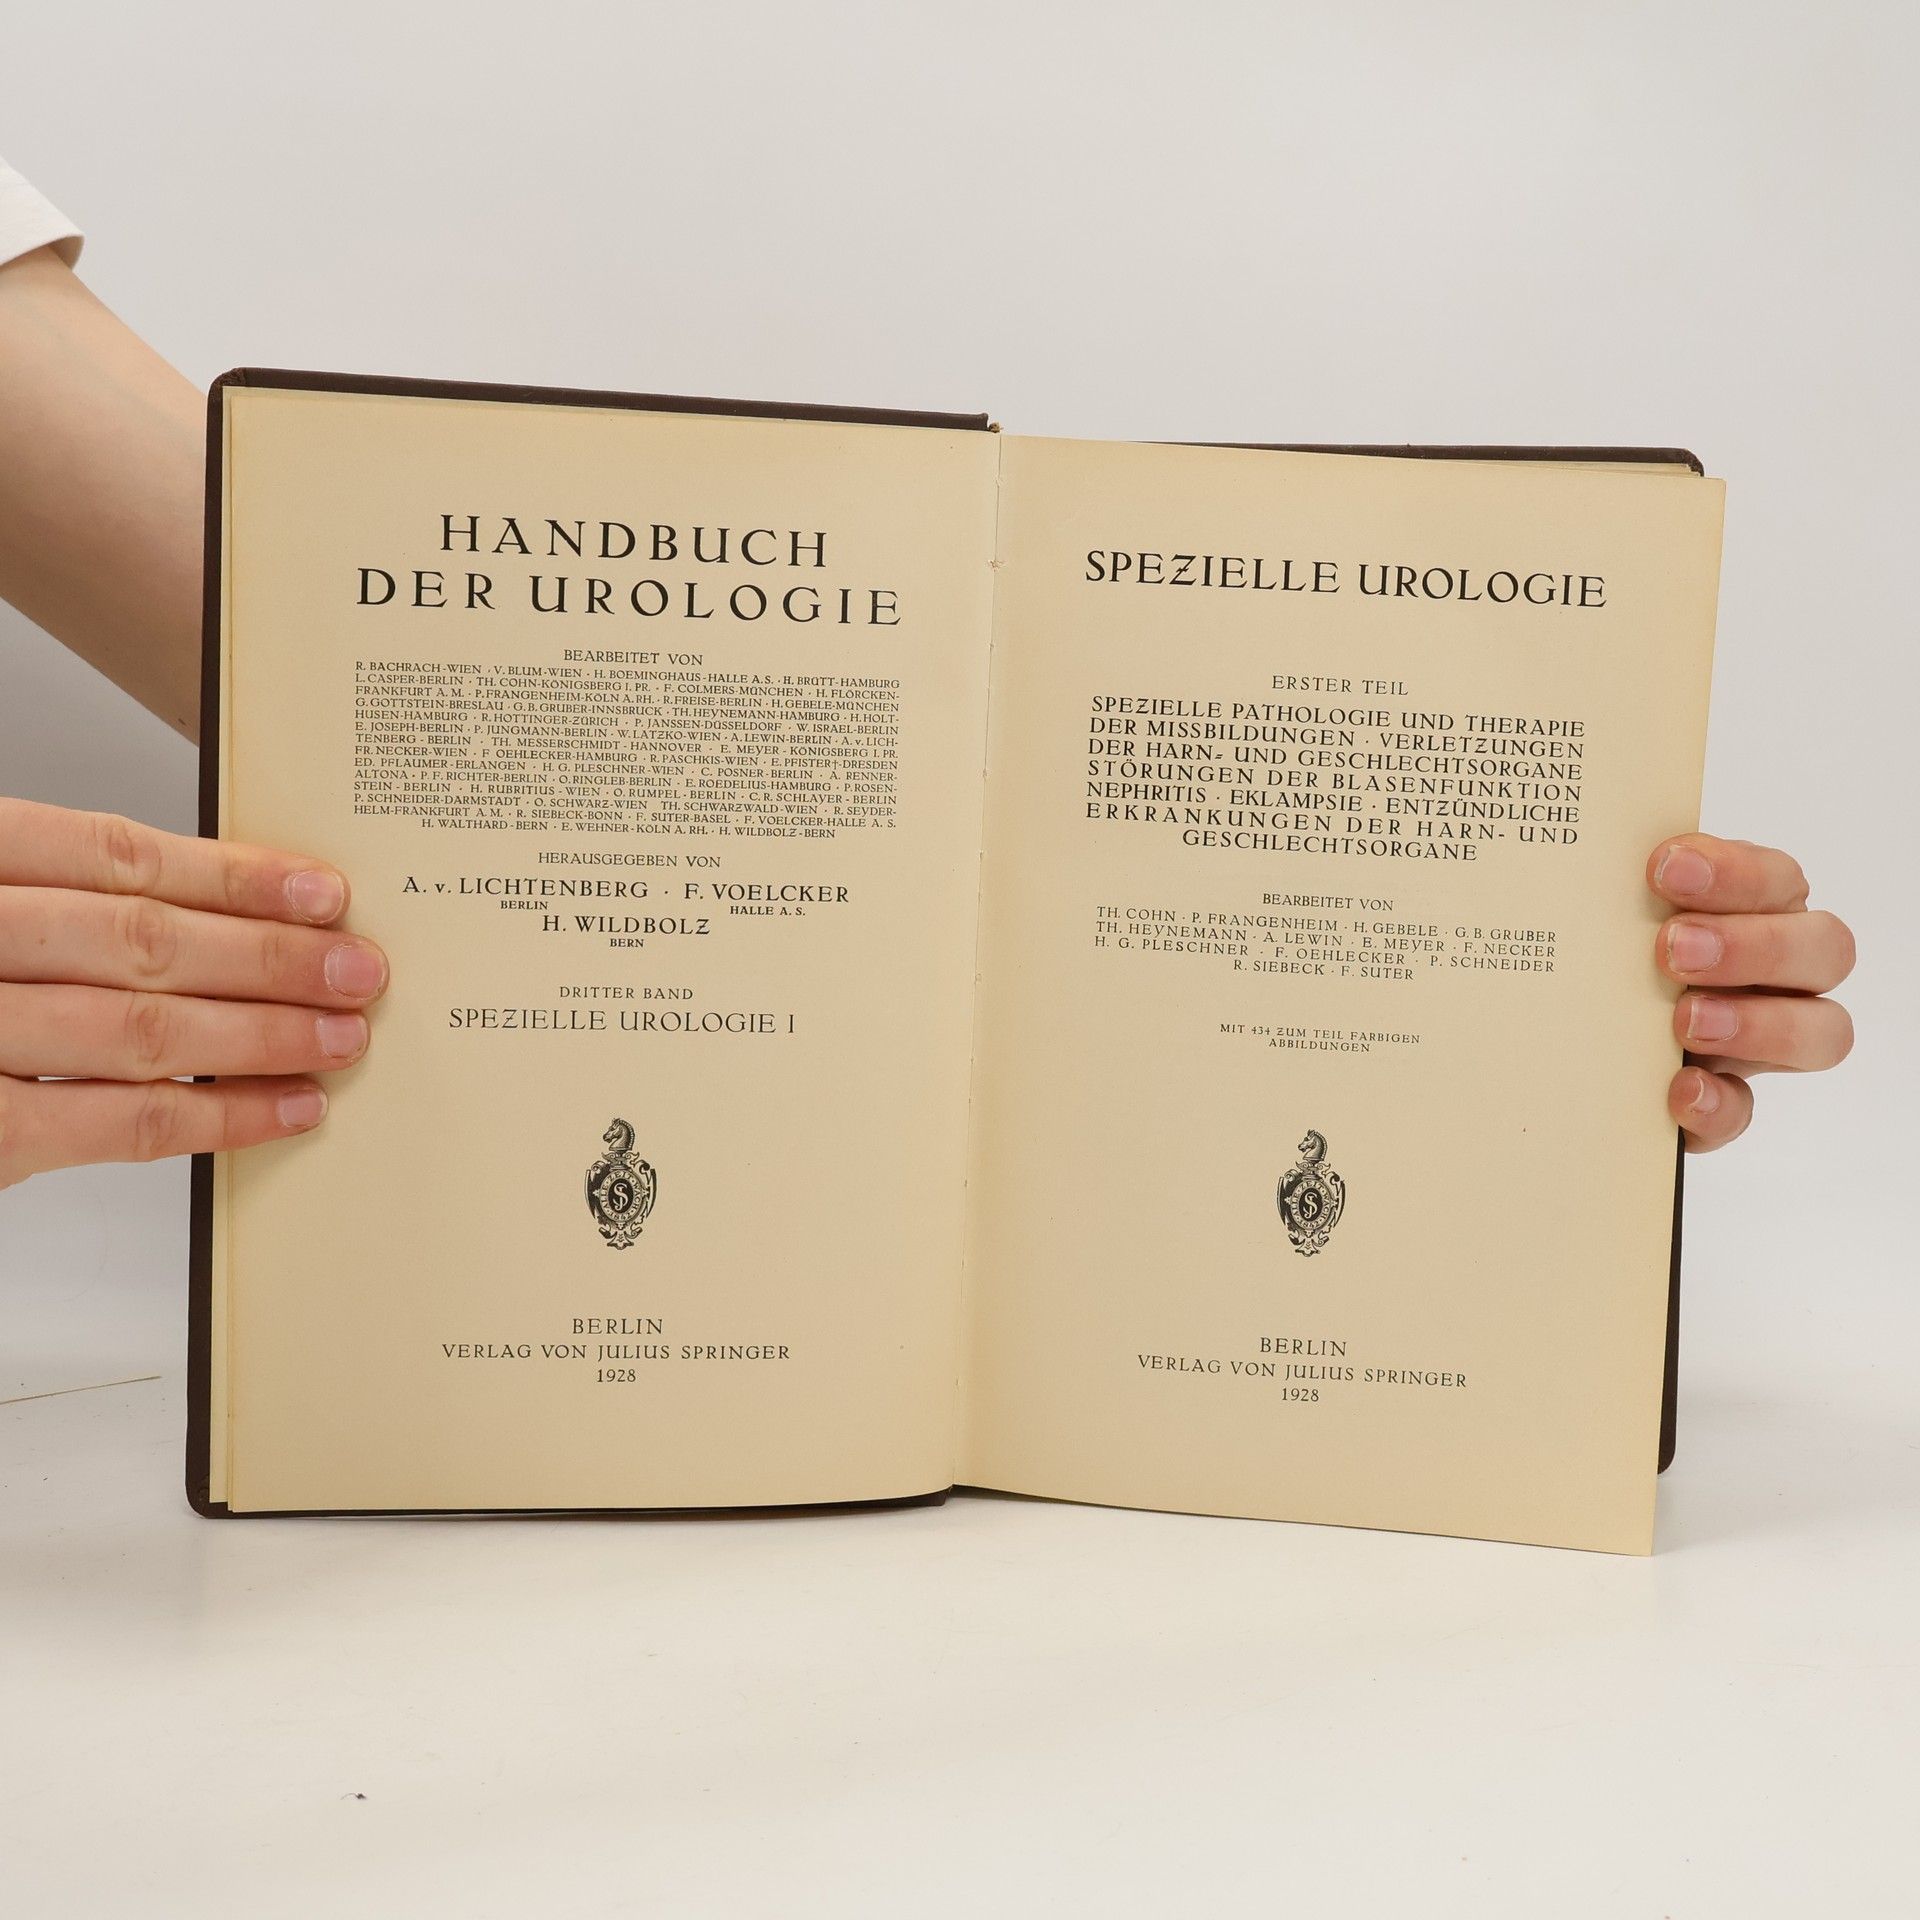 HANDBUCH
DER UROLOGIE
BEARBEITET VON
R. BACHRACH-WIEN · V. BLUM-WIEN · H. BOEMINGHAUS-HALLE A.S. · H. BRÜTT-HAMBURG
L. CASPER-BERLIN · TH. COHN-KÖNIGSBERG I. PR. · F. COLMERS-MÜNCHEN · H. FLÖRCKEN-
FRANKFURT A. M. · P. FRANGENHEIM-KÖLN A. RH. · R. FREISE-BERLIN · H. GEBELE-MÜNCHEN
G. GOTTSTEIN-BRESLAU · G. B. GRUBER-INNSBRUCK · TH. HEYNEMANN-HAMBURG · H. HOLT-
HUSEN-HAMBURG · R. HOTTINGER-ZÜRICH · P. JANSSEN-DÜSSELDORF · W. ISRAEL-BERLIN
E. JOSEPH-BERLIN · P. JUNGMANN-BERLIN · W. LATZKO-WIEN · A. LEWIN-BERLIN · A. v. LICH-
TENBERG - BERLIN · TH. MESSERSCHMIDT - HANNOVER · E. MEYER - KÖNIGSBERG I. PR.
FR. NECKER-WIEN · F. OEHLECKER-HAMBURG · R. PASCHKIS-WIEN · E. PFISTER†-DRESDEN
ED. PFLAUMER-ERLANGEN · H. G. PLESCHNER-WIEN · C. POSNER-BERLIN · A. RENNER-
ALTONA · P. F. RICHTER-BERLIN · O. RINGLEB-BERLIN · E. ROEDELIUS-HAMBURG · P. ROSEN-
STEIN - BERLIN · H. RUBRITIUS - WIEN · O. RUMPEL - BERLIN · C. R. SCHLAYER - BERLIN
P. SCHNEIDER-DARMSTADT · O. SCHWARZ-WIEN TH. SCHWARZWALD-WIEN · R. SEYDER-
HELM-FRANKFURT A. M. · R. SIEBECK-BONN · F. SUTER-BASEL · F. VOELCKER-HALLE A. S.
H. WALTHARD-BERN · E. WEHNER-KÖLN A. RH. · H. WILDBOLZ-BERN
HERAUSGEGEBEN VON
A. v. LICHTENBERG · F. VOELCKER
BERLIN HALLE A. S.
H. WILDBOLZ
BERN
DRITTER BAND
SPEZIELLE UROLOGIE I
ALLE·ZEIT·WACH·1842
S
BERLIN
VERLAG VON JULIUS SPRINGER
1928
SPEZIELLE UROLOGIE
ERSTER TEIL
SPEZIELLE PATHOLOGIE UND THERAPIE
DER MISSBILDUNGEN · VERLETZUNGEN
DER HARN- UND GESCHLECHTSORGANE
STÖRUNGEN DER BLASENFUNKTION
NEPHRITIS · EKLAMPSIE · ENTZÜNDLICHE
ERKRANKUNGEN DER HARN- UND
GESCHLECHTSORGANE
BEARBEITET VON
TH. COHN · P. FRANGENHEIM · H. GEBELE · G. B. GRUBER
TH. HEYNEMANN · A. LEWIN · E. MEYER · F. NECKER
H. G. PLESCHNER · F. OEHLECKER · P. SCHNEIDER
R. SIEBECK · F. SUTER
MIT 434 ZUM TEIL FARBIGEN
ABBILDUNGEN
ALLE·ZEIT·WACH·1842
S
BERLIN
VERLAG VON JULIUS SPRINGER
1928